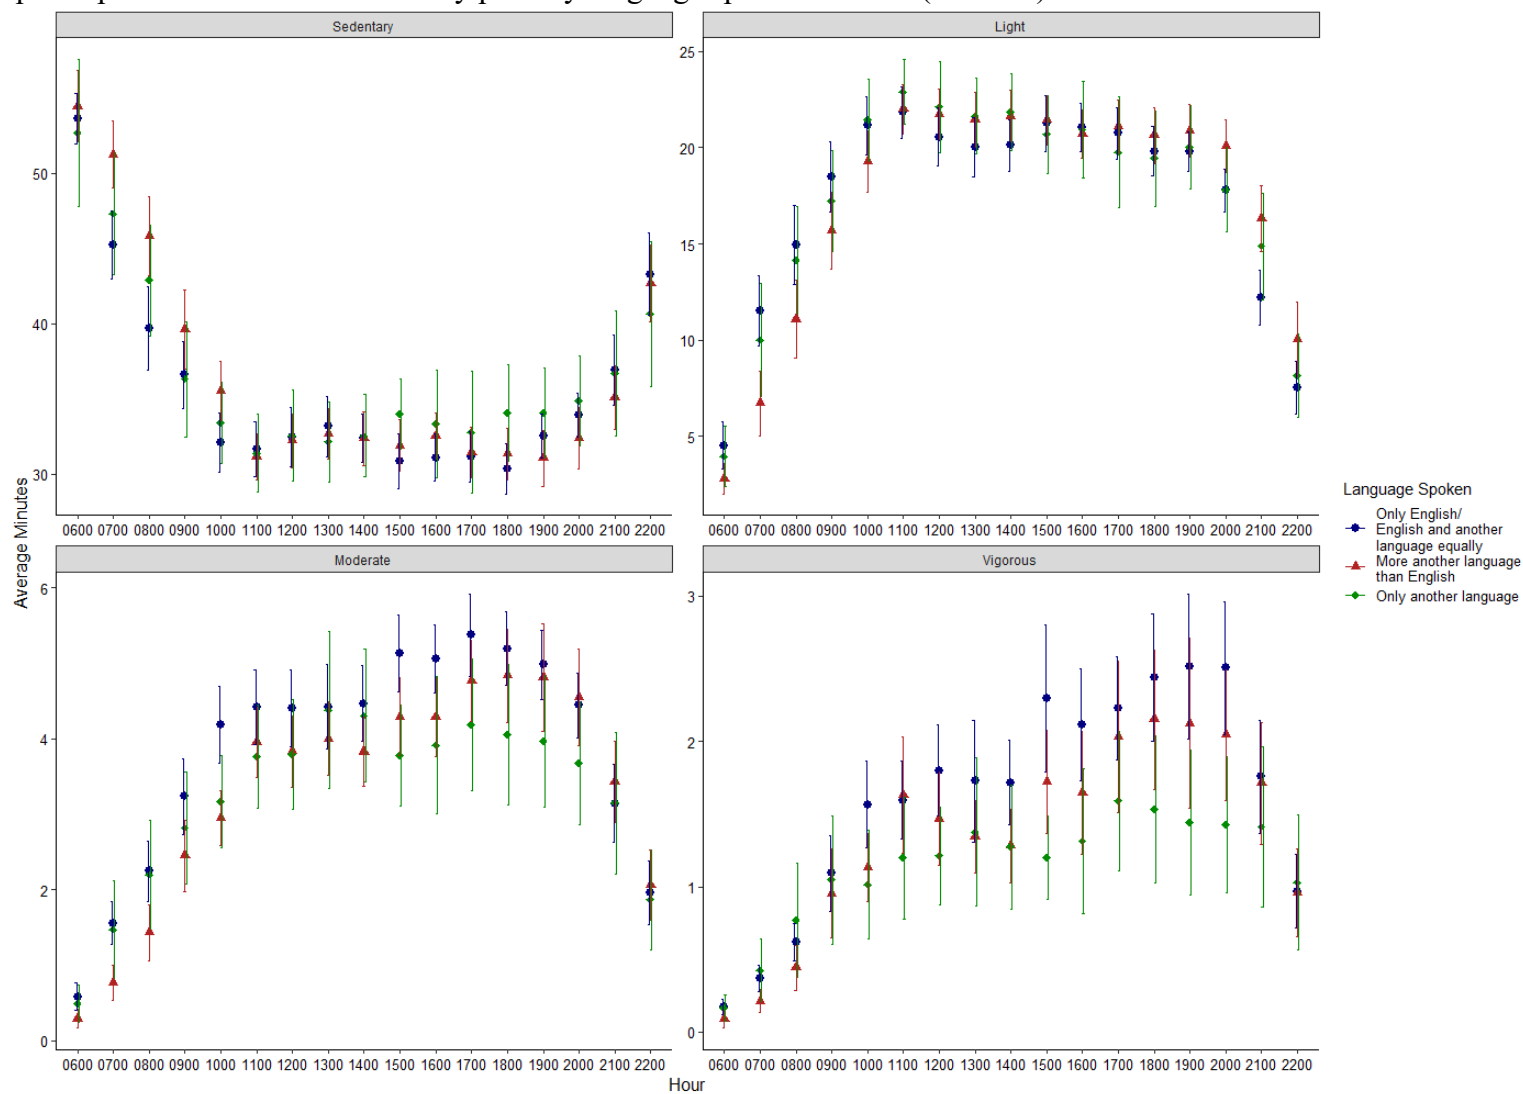 Sedentary
Light
50
40
30
25
20
15
10
5
0600 0700 0800 0900 1000 1100 1200 1300 1400 1500 1600 1700 1800 1900 2000 2100 2200
0600 0700 0800 0900 1000 1100 1200 1300 1400 1500 1600 1700 1800 1900 2000 2100 2200
Moderate
Vigorous
6
4
2
0
3
2
1
0
0600 0700 0800 0900 1000 1100 1200 1300 1400 1500 1600 1700 1800 1900 2000 2100 2200
0600 0700 0800 0900 1000 1100 1200 1300 1400 1500 1600 1700 1800 1900 2000 2100 2200
Average Minutes
Hour
Language Spoken
Only English/
English and another
language equally
More another language
than English
Only another language